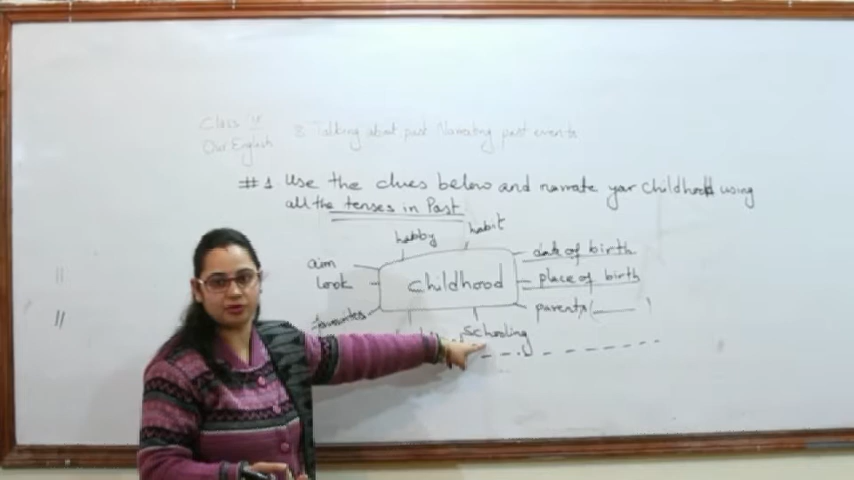 Class V 8 Talking about past Narrating past events
Our English
#1 Use the clues below and narrate your childhood using
all the tenses in Past
hobby habit
aim date of birth
look childhood place of birth
favourites parents ( )
Schooling